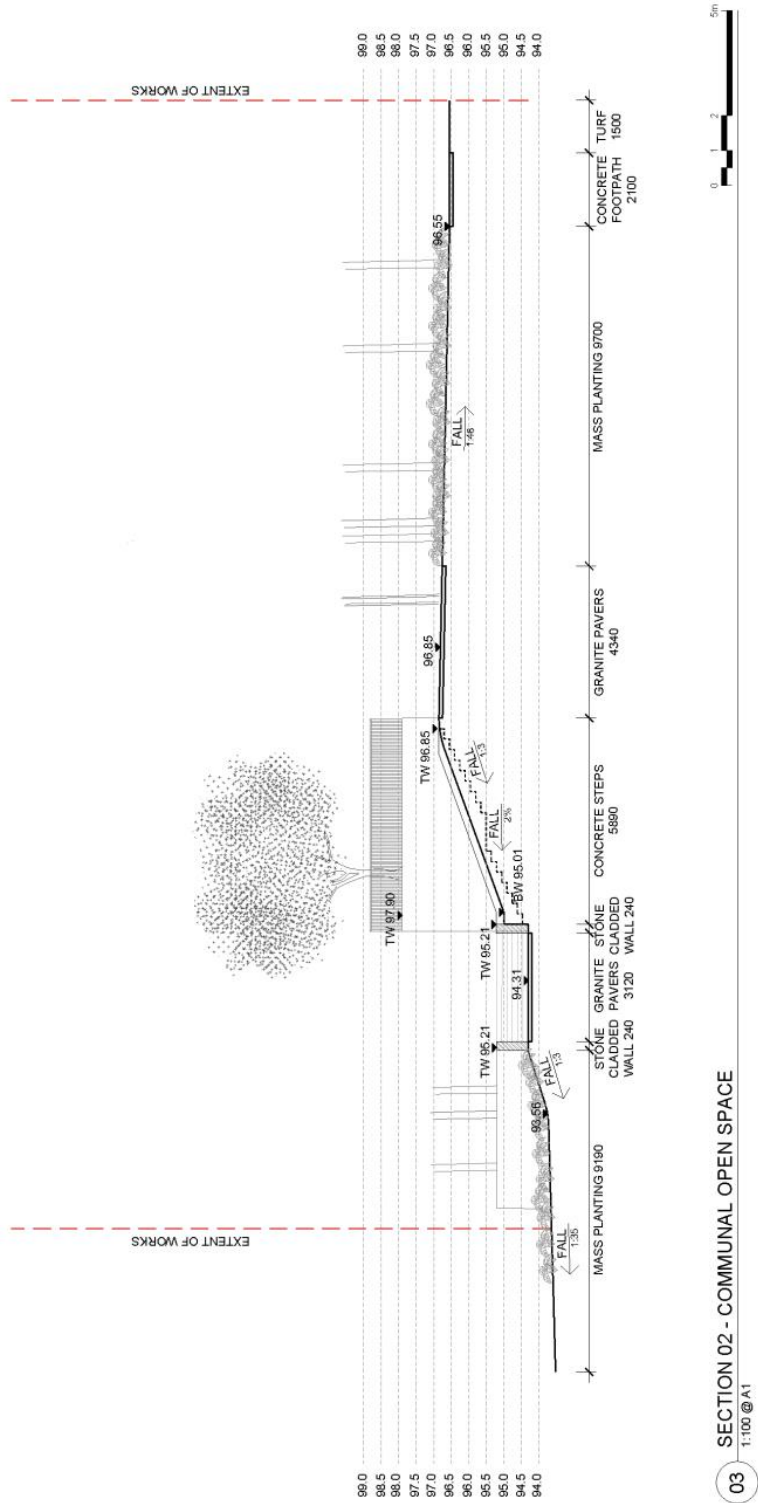 EXTENT OF WORKS
EXTENT OF WORKS
99.0
98.5
98.0
97.5
97.0
96.5
96.0
95.5
95.0
94.5
94.0
99.0
98.5
98.0
97.5
97.0
96.5
96.0
95.5
95.0
94.5
94.0
TW 97.90
TW 95.21
93.56
TW 95.21
94.31
BW 95.01
TW 96.85
96.85
96.55
FALL
1:35
FALL
1:3
FALL
2%
FALL
1:3
FALL
1:46
MASS PLANTING 9190
STONE
CLADDED
WALL 240
GRANITE
PAVERS
3120
STONE
CLADDED
WALL 240
CONCRETE STEPS
5890
GRANITE PAVERS
4340
MASS PLANTING 9700
CONCRETE
FOOTPATH
2100
TURF
1500
03
SECTION 02 - COMMUNAL OPEN SPACE
1:100 @ A1
0 1 2 5m